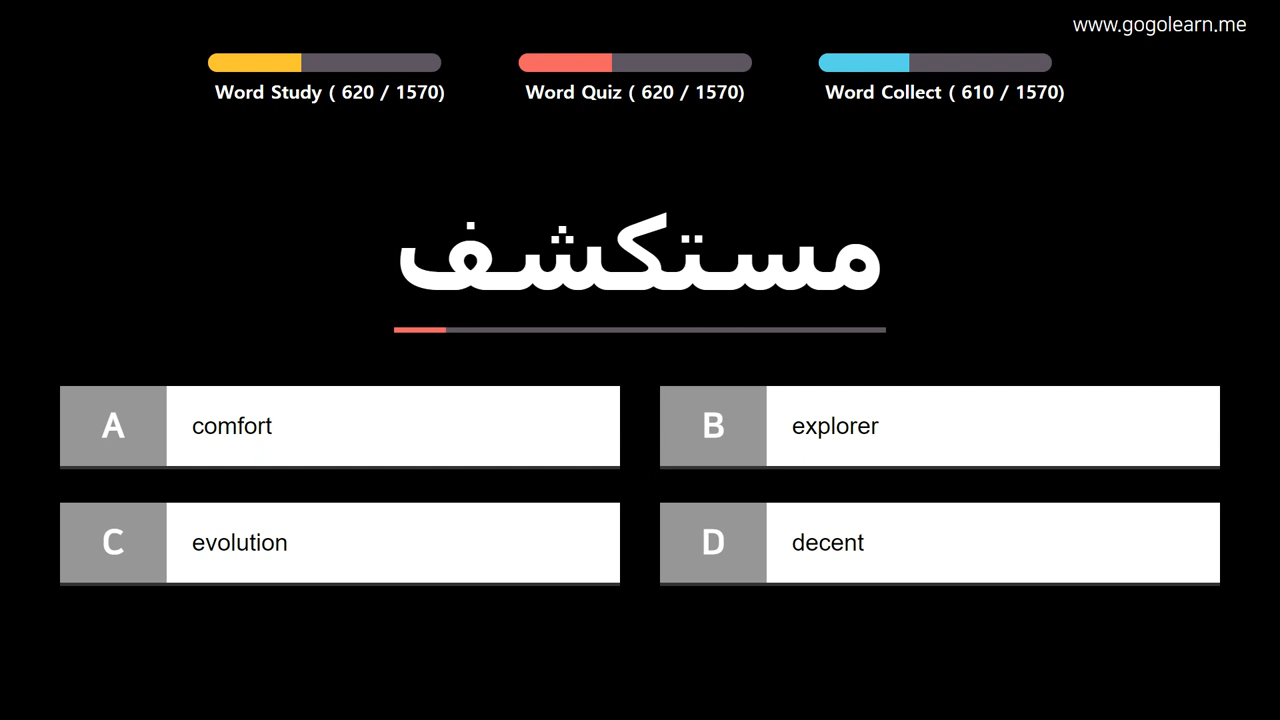 www.gogolearn.me
Word Study ( 620 / 1570)
Word Quiz ( 620 / 1570)
Word Collect ( 610 / 1570)
مستكشف
A comfort
B explorer
C evolution
D decent